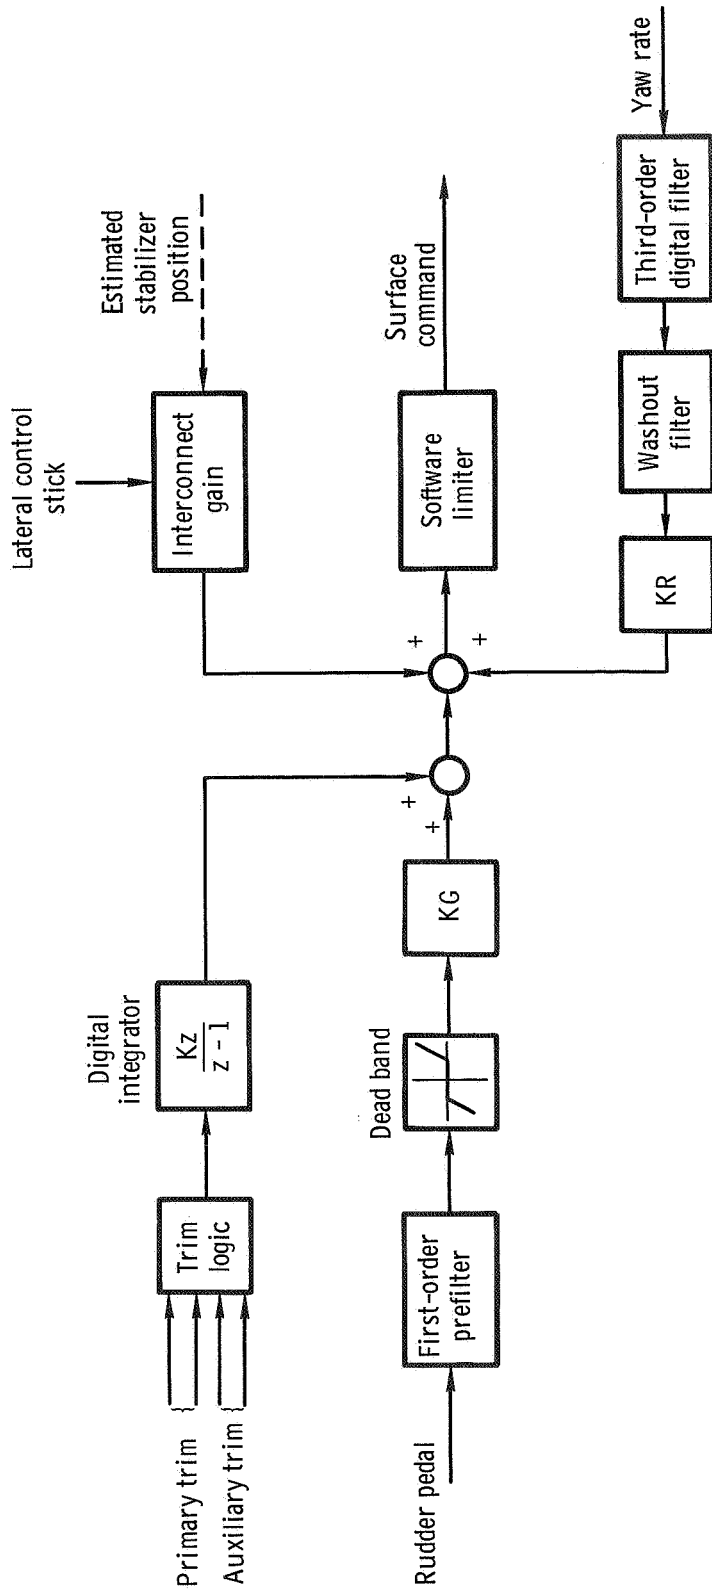 Lateral control
stick
Estimated
stabilizer
position
Interconnect
gain
Digital
integrator
Kz
z - 1
Trim
logic
Primary trim }
Auxiliary trim }
Rudder pedal
First-order
prefilter
Dead band
KG
+
+
+
+
Software
limiter
Surface
command
KR
Washout
filter
Third-order
digital filter
Yaw rate